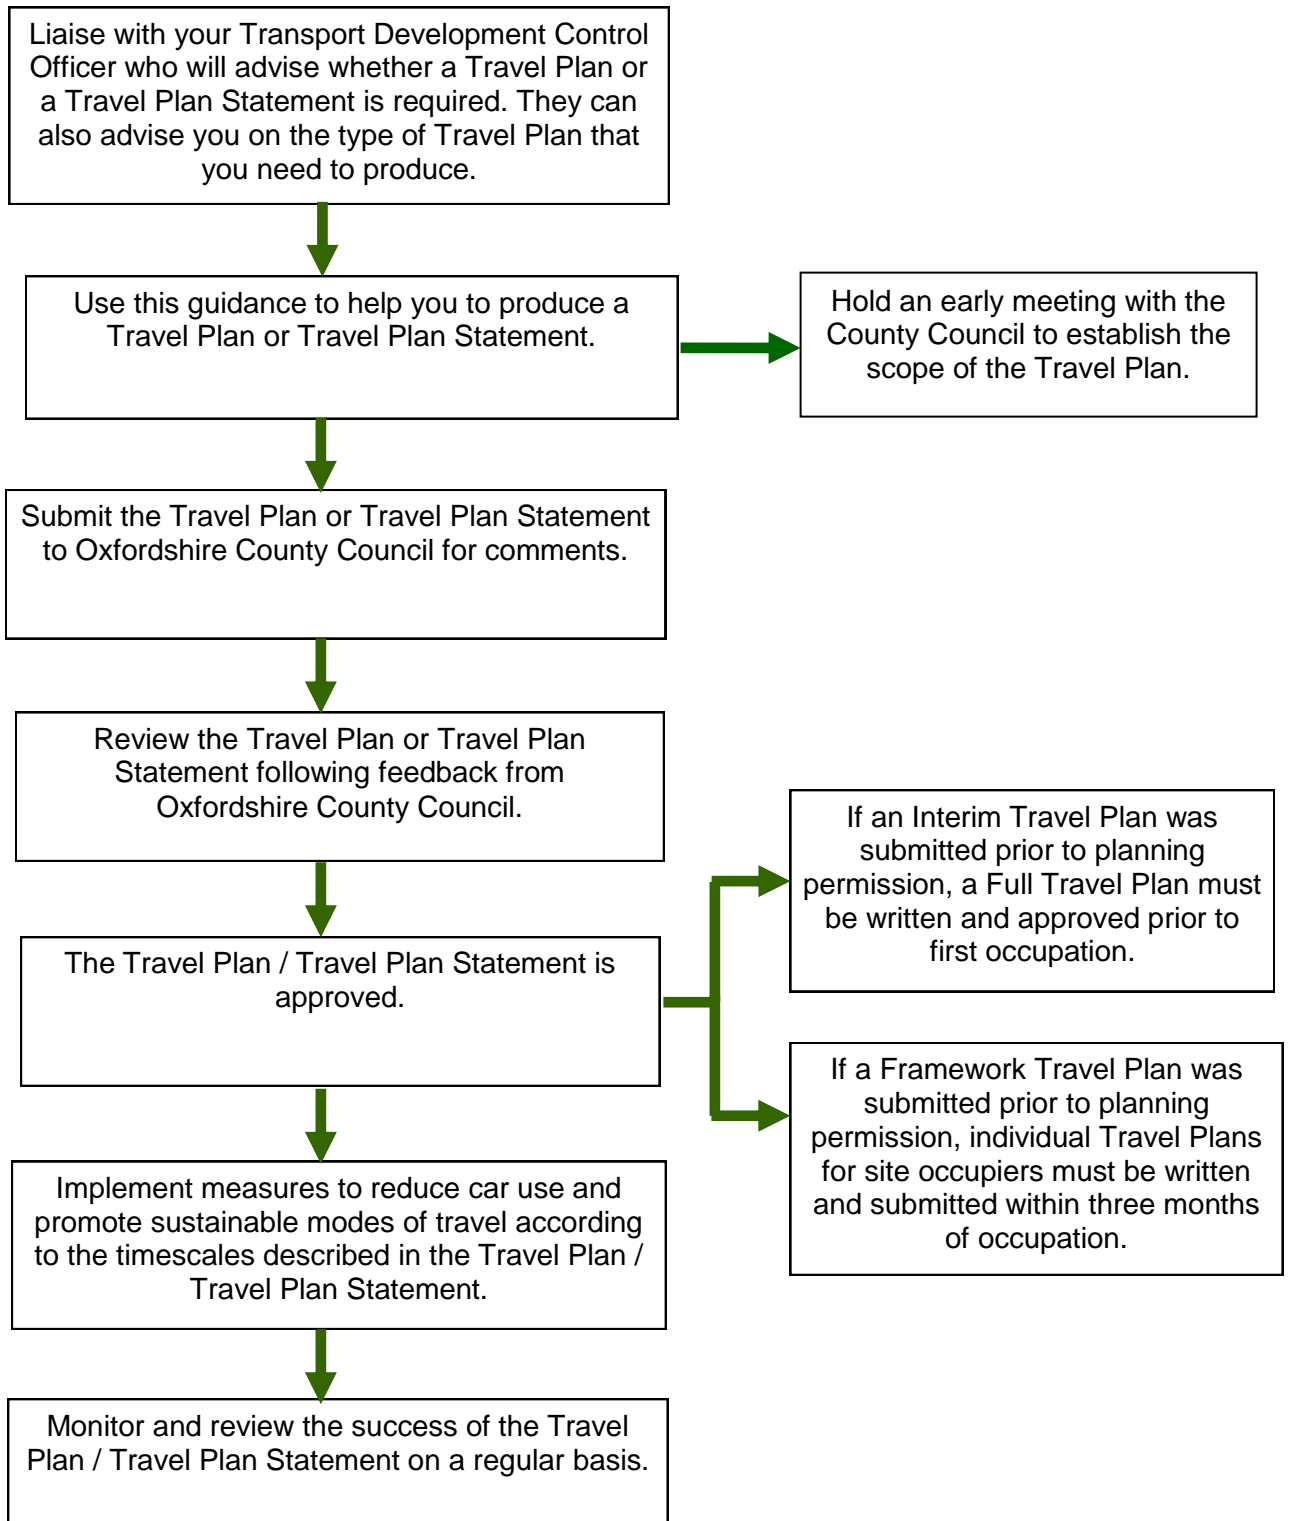 Liaise with your Transport Development Control
Officer who will advise whether a Travel Plan or
a Travel Plan Statement is required. They can
also advise you on the type of Travel Plan that
you need to produce.
Use this guidance to help you to produce a
Travel Plan or Travel Plan Statement.
Hold an early meeting with the
County Council to establish the
scope of the Travel Plan.
Submit the Travel Plan or Travel Plan Statement
to Oxfordshire County Council for comments.
Review the Travel Plan or Travel Plan
Statement following feedback from
Oxfordshire County Council.
The Travel Plan / Travel Plan Statement is
approved.
If an Interim Travel Plan was
submitted prior to planning
permission, a Full Travel Plan must
be written and approved prior to
first occupation.
If a Framework Travel Plan was
submitted prior to planning
permission, individual Travel Plans
for site occupiers must be written
and submitted within three months
of occupation.
Implement measures to reduce car use and
promote sustainable modes of travel according
to the timescales described in the Travel Plan /
Travel Plan Statement.
Monitor and review the success of the Travel
Plan / Travel Plan Statement on a regular basis.